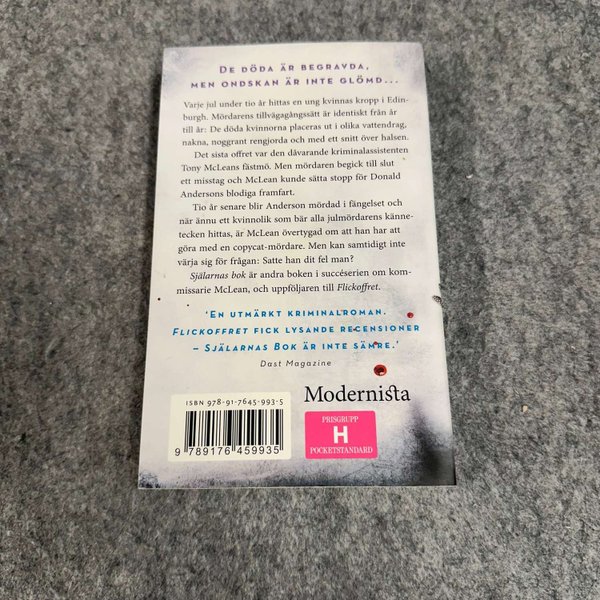 DE DÖDA ÄR BEGRAVDA,
MEN ONDSKAN ÄR INTE GLÖMD...
Varje jul under tio år hittas en ung kvinnas kropp i Edin-
burgh. Mördarens tillvägagångssätt är identiskt från år
till år: De döda kvinnorna placeras ut i olika vattendrag,
nakna, noggrant rengjorda och med ett snitt över halsen.
Det sista offret var den dåvarande kriminalassistenten
Tony McLeans fästmö. Men mördaren begick till slut
ett misstag och McLean kunde sätta stopp för Donald
Andersons blodiga framfart.
Tio år senare blir Anderson mördad i fängelset och
när ännu ett kvinnolik som bär alla julmördarens känne-
tecken hittas, är McLean övertygad om att han har att
göra med en copycat-mördare. Men kan samtidigt inte
värja sig för frågan: Satte han dit fel man?
Själarnas bok är andra boken i succéserien om kom-
missarie McLean, och uppföljaren till Flickoffret.
'EN UTMÄRKT KRIMINALROMAN.
FLICKOFFRET FICK LYSANDE RECENSIONER
– SJÄLARNAS BOK ÄR INTE SÄMRE.'
Dast Magazine
ISBN 978-91-7645-993-5
9 789176 459935
Modernista
PRISGRUPP
H
POCKETSTANDARD